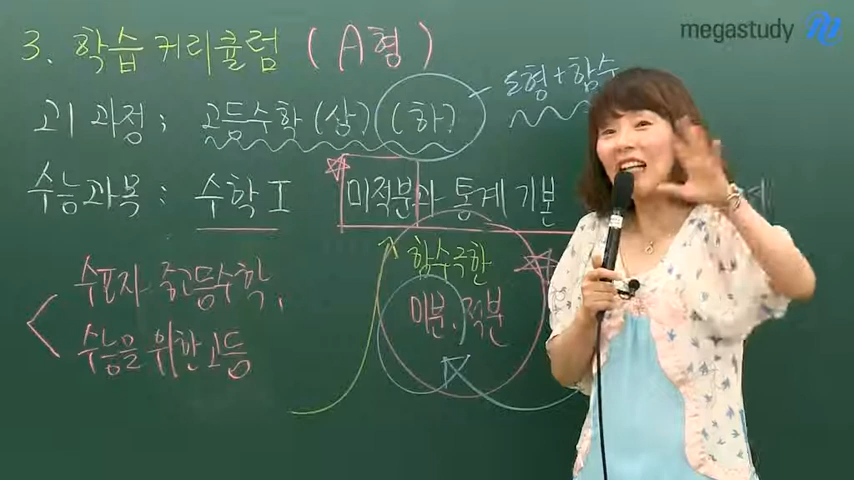 megastudy
3. 학습 커리큘럼 (A형)
고1 과정 ; 고등수학 (상) (하)
도형+함수
수능과목 : 수학 I 미적분과 통계 기본
수포자 중고등수학,
함수극한
미분, 적분
수능을 위한 고등